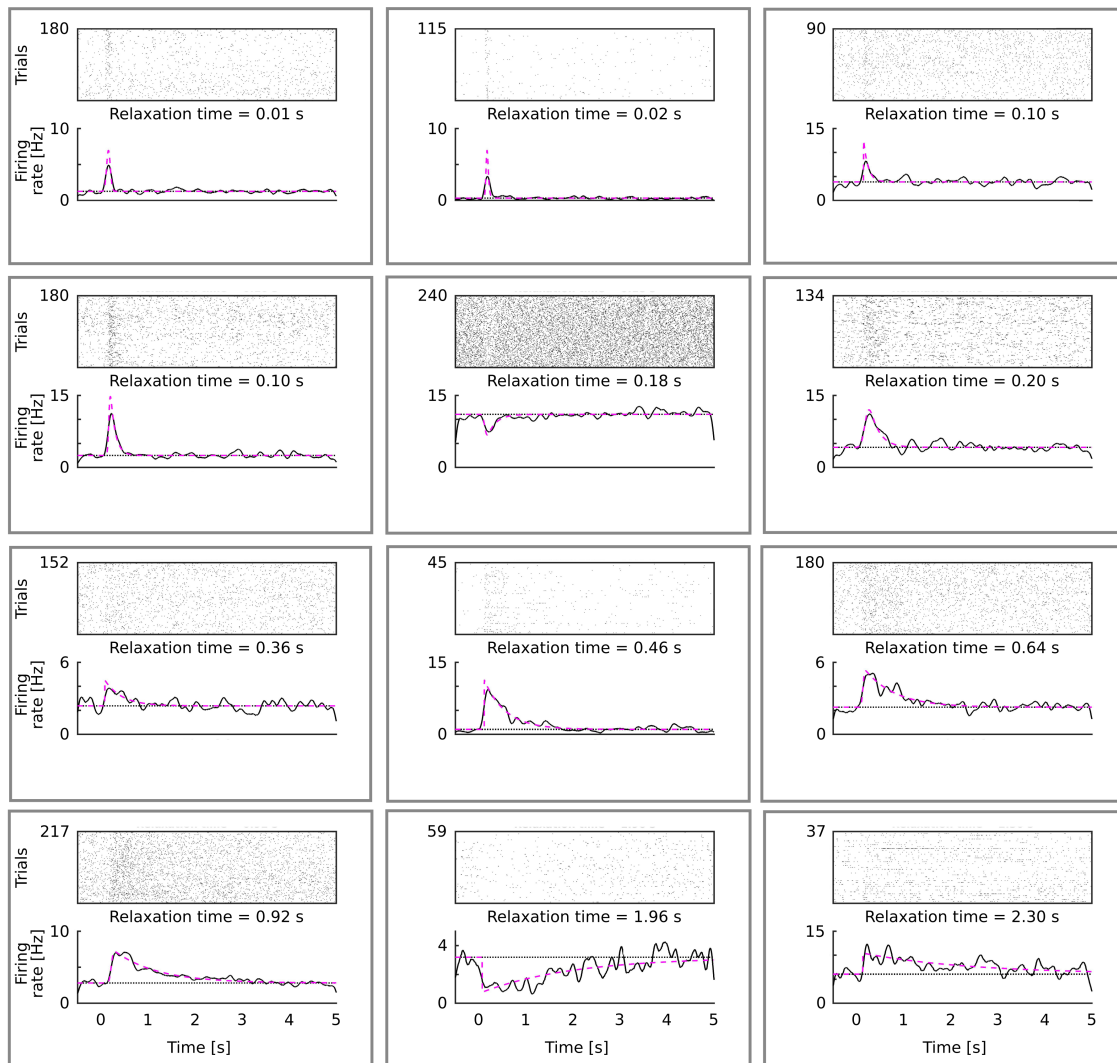 180
Trials
Relaxation time = 0.01 s
10
Firing
rate [Hz]
0
115
Relaxation time = 0.02 s
10
0
90
Relaxation time = 0.10 s
15
0
180
Trials
Relaxation time = 0.10 s
15
Firing
rate [Hz]
0
240
Relaxation time = 0.18 s
15
0
134
Relaxation time = 0.20 s
15
0
152
Trials
Relaxation time = 0.36 s
6
Firing
rate [Hz]
0
45
Relaxation time = 0.46 s
15
0
180
Relaxation time = 0.64 s
6
0
217
Trials
Relaxation time = 0.92 s
10
Firing
rate [Hz]
0
0 1 2 3 4 5
Time [s]
59
Relaxation time = 1.96 s
4
0
0 1 2 3 4 5
Time [s]
37
Relaxation time = 2.30 s
15
0
0 1 2 3 4 5
Time [s]